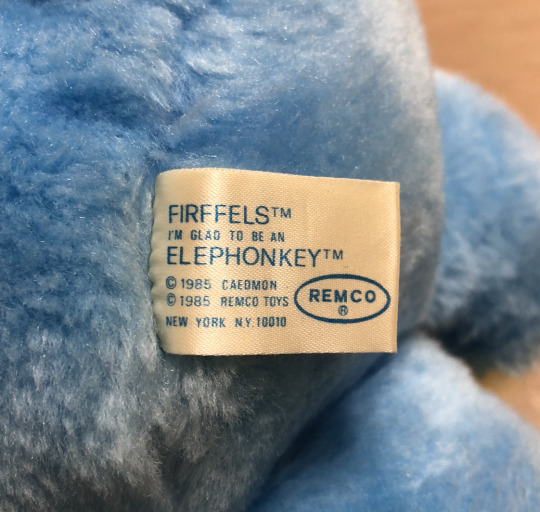 FIRFFELS™
I'M GLAD TO BE AN
ELEPHONKEY™
© 1985 CAEDMON
© 1985 REMCO TOYS
NEW YORK N.Y. 10010
REMCO
®